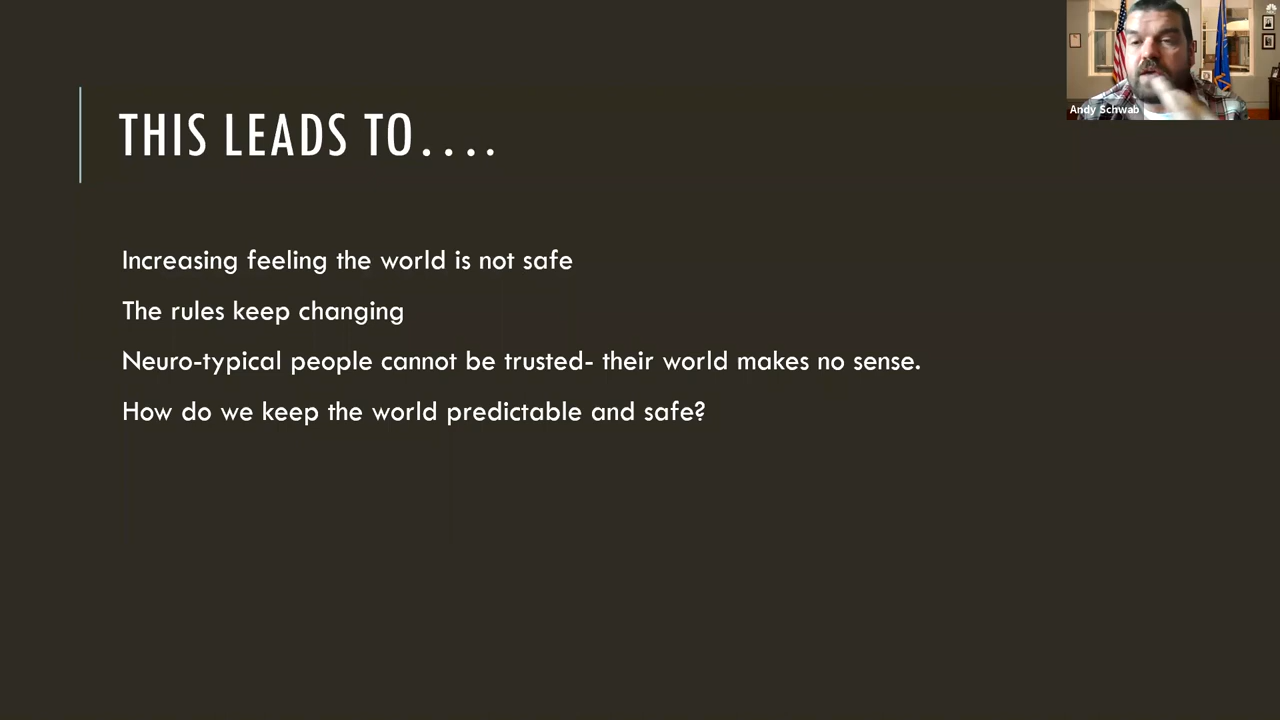 THIS LEADS TO....
Increasing feeling the world is not safe
The rules keep changing
Neuro-typical people cannot be trusted- their world makes no sense.
How do we keep the world predictable and safe?
Andy Schwab